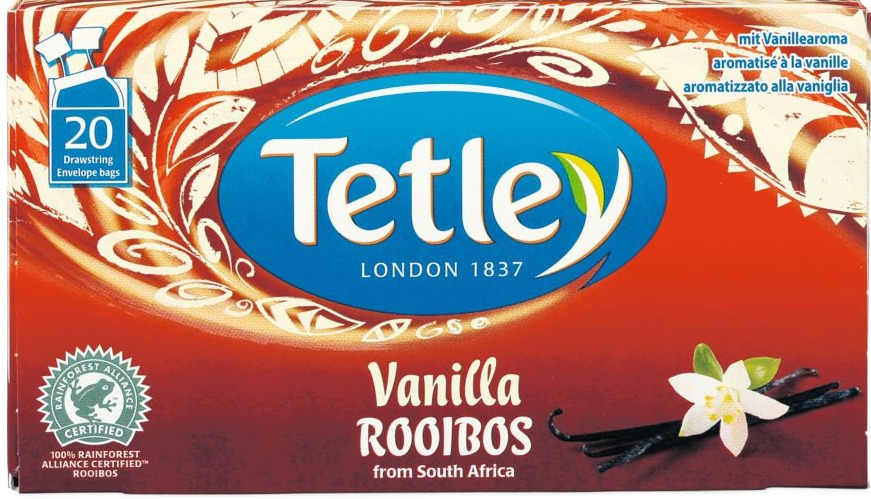 mit Vanillearoma
aromatisé à la vanille
aromatizzato alla vaniglia
20
Drawstring
Envelope bags
Tetley
LONDON 1837
Vanilla
ROOIBOS
from South Africa
RAINFOREST ALLIANCE
CERTIFIED
100% RAINFOREST
ALLIANCE CERTIFIED™
ROOIBOS